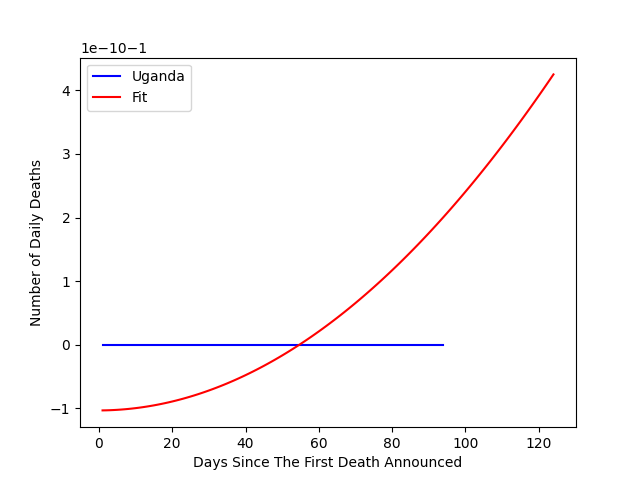 1e−10−1
Uganda
Fit
4
3
2
1
0
−1
Number of Daily Deaths
0 20 40 60 80 100 120
Days Since The First Death Announced